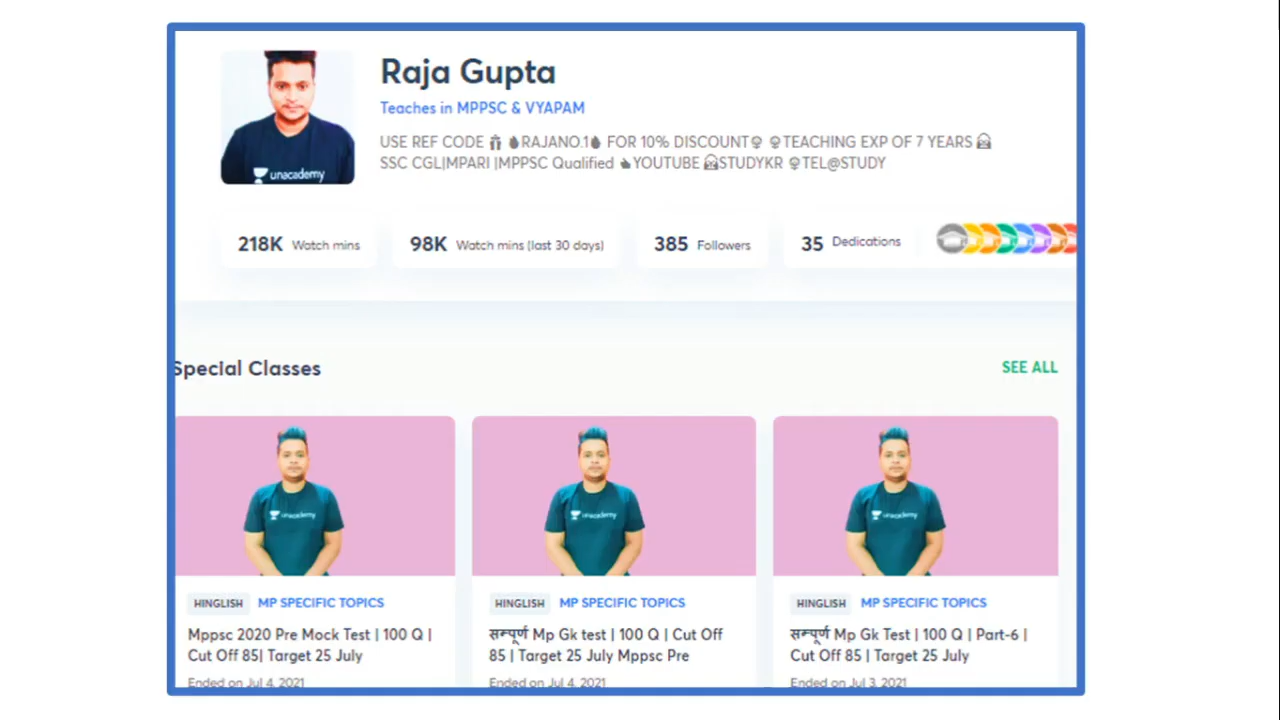 Raja Gupta
Teaches in MPPSC & VYAPAM
USE REF CODE RAJANO.1 FOR 10% DISCOUNT TEACHING EXP OF 7 YEARS
SSC CGL|MPARI |MPPSC Qualified YOUTUBE STUDYKR TEL@STUDY
unacademy
218K Watch mins
98K Watch mins (last 30 days)
385 Followers
35 Dedications
Special Classes
SEE ALL
unacademy
unacademy
unacademy
HINGLISH MP SPECIFIC TOPICS
Mppsc 2020 Pre Mock Test | 100 Q |
Cut Off 85| Target 25 July
Ended on Jul 4, 2021
HINGLISH MP SPECIFIC TOPICS
सम्पूर्ण Mp Gk test | 100 Q | Cut Off
85 | Target 25 July Mppsc Pre
Ended on Jul 4, 2021
HINGLISH MP SPECIFIC TOPICS
सम्पूर्ण Mp Gk Test | 100 Q | Part-6 |
Cut Off 85 | Target 25 July
Ended on Jul 3, 2021